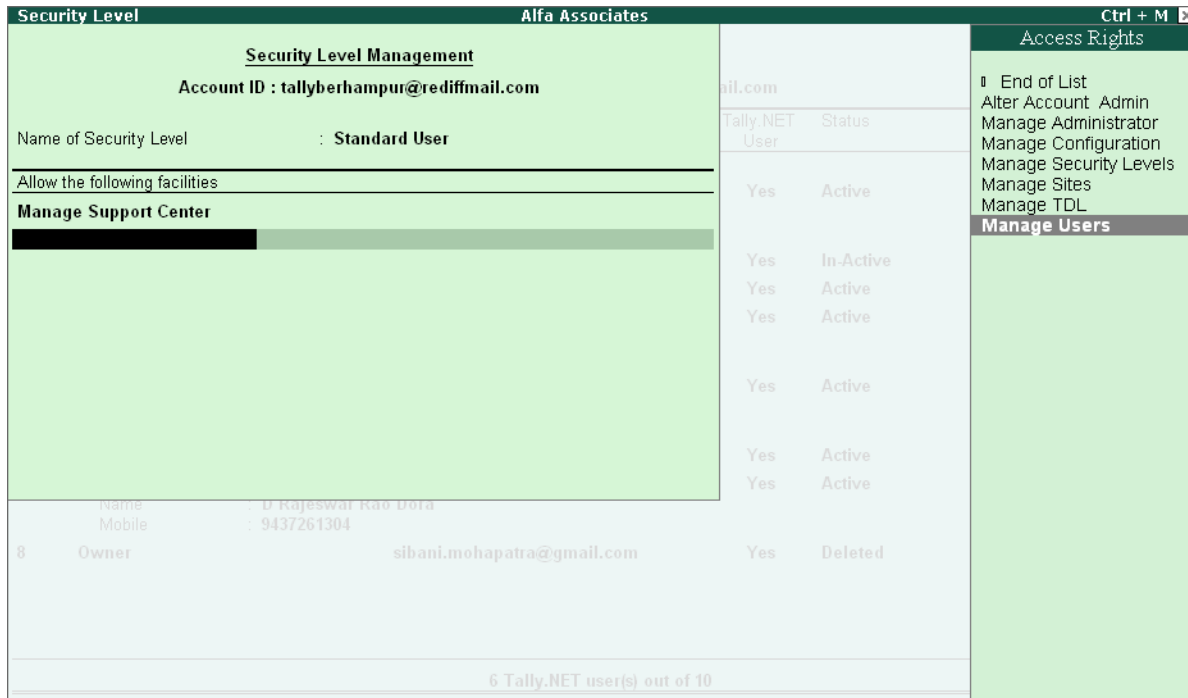 Security Level Alfa Associates Ctrl + M
Security Level Management
Account ID : tallyberhampur@rediffmail.com
Name of Security Level : Standard User
Allow the following facilities
Manage Support Center
Access Rights
End of List
Alter Account Admin
Manage Administrator
Manage Configuration
Manage Security Levels
Manage Sites
Manage TDL
Manage Users
ail.com
Tally.NET Status
User
Yes Active
Yes In-Active
Yes Active
Yes Active
Yes Active
Yes Active
Yes Active
Name : D Rajeswar Rao Dora
Mobile : 9437261304
8 Owner sibani.mohapatra@gmail.com Yes Deleted
6 Tally.NET user(s) out of 10